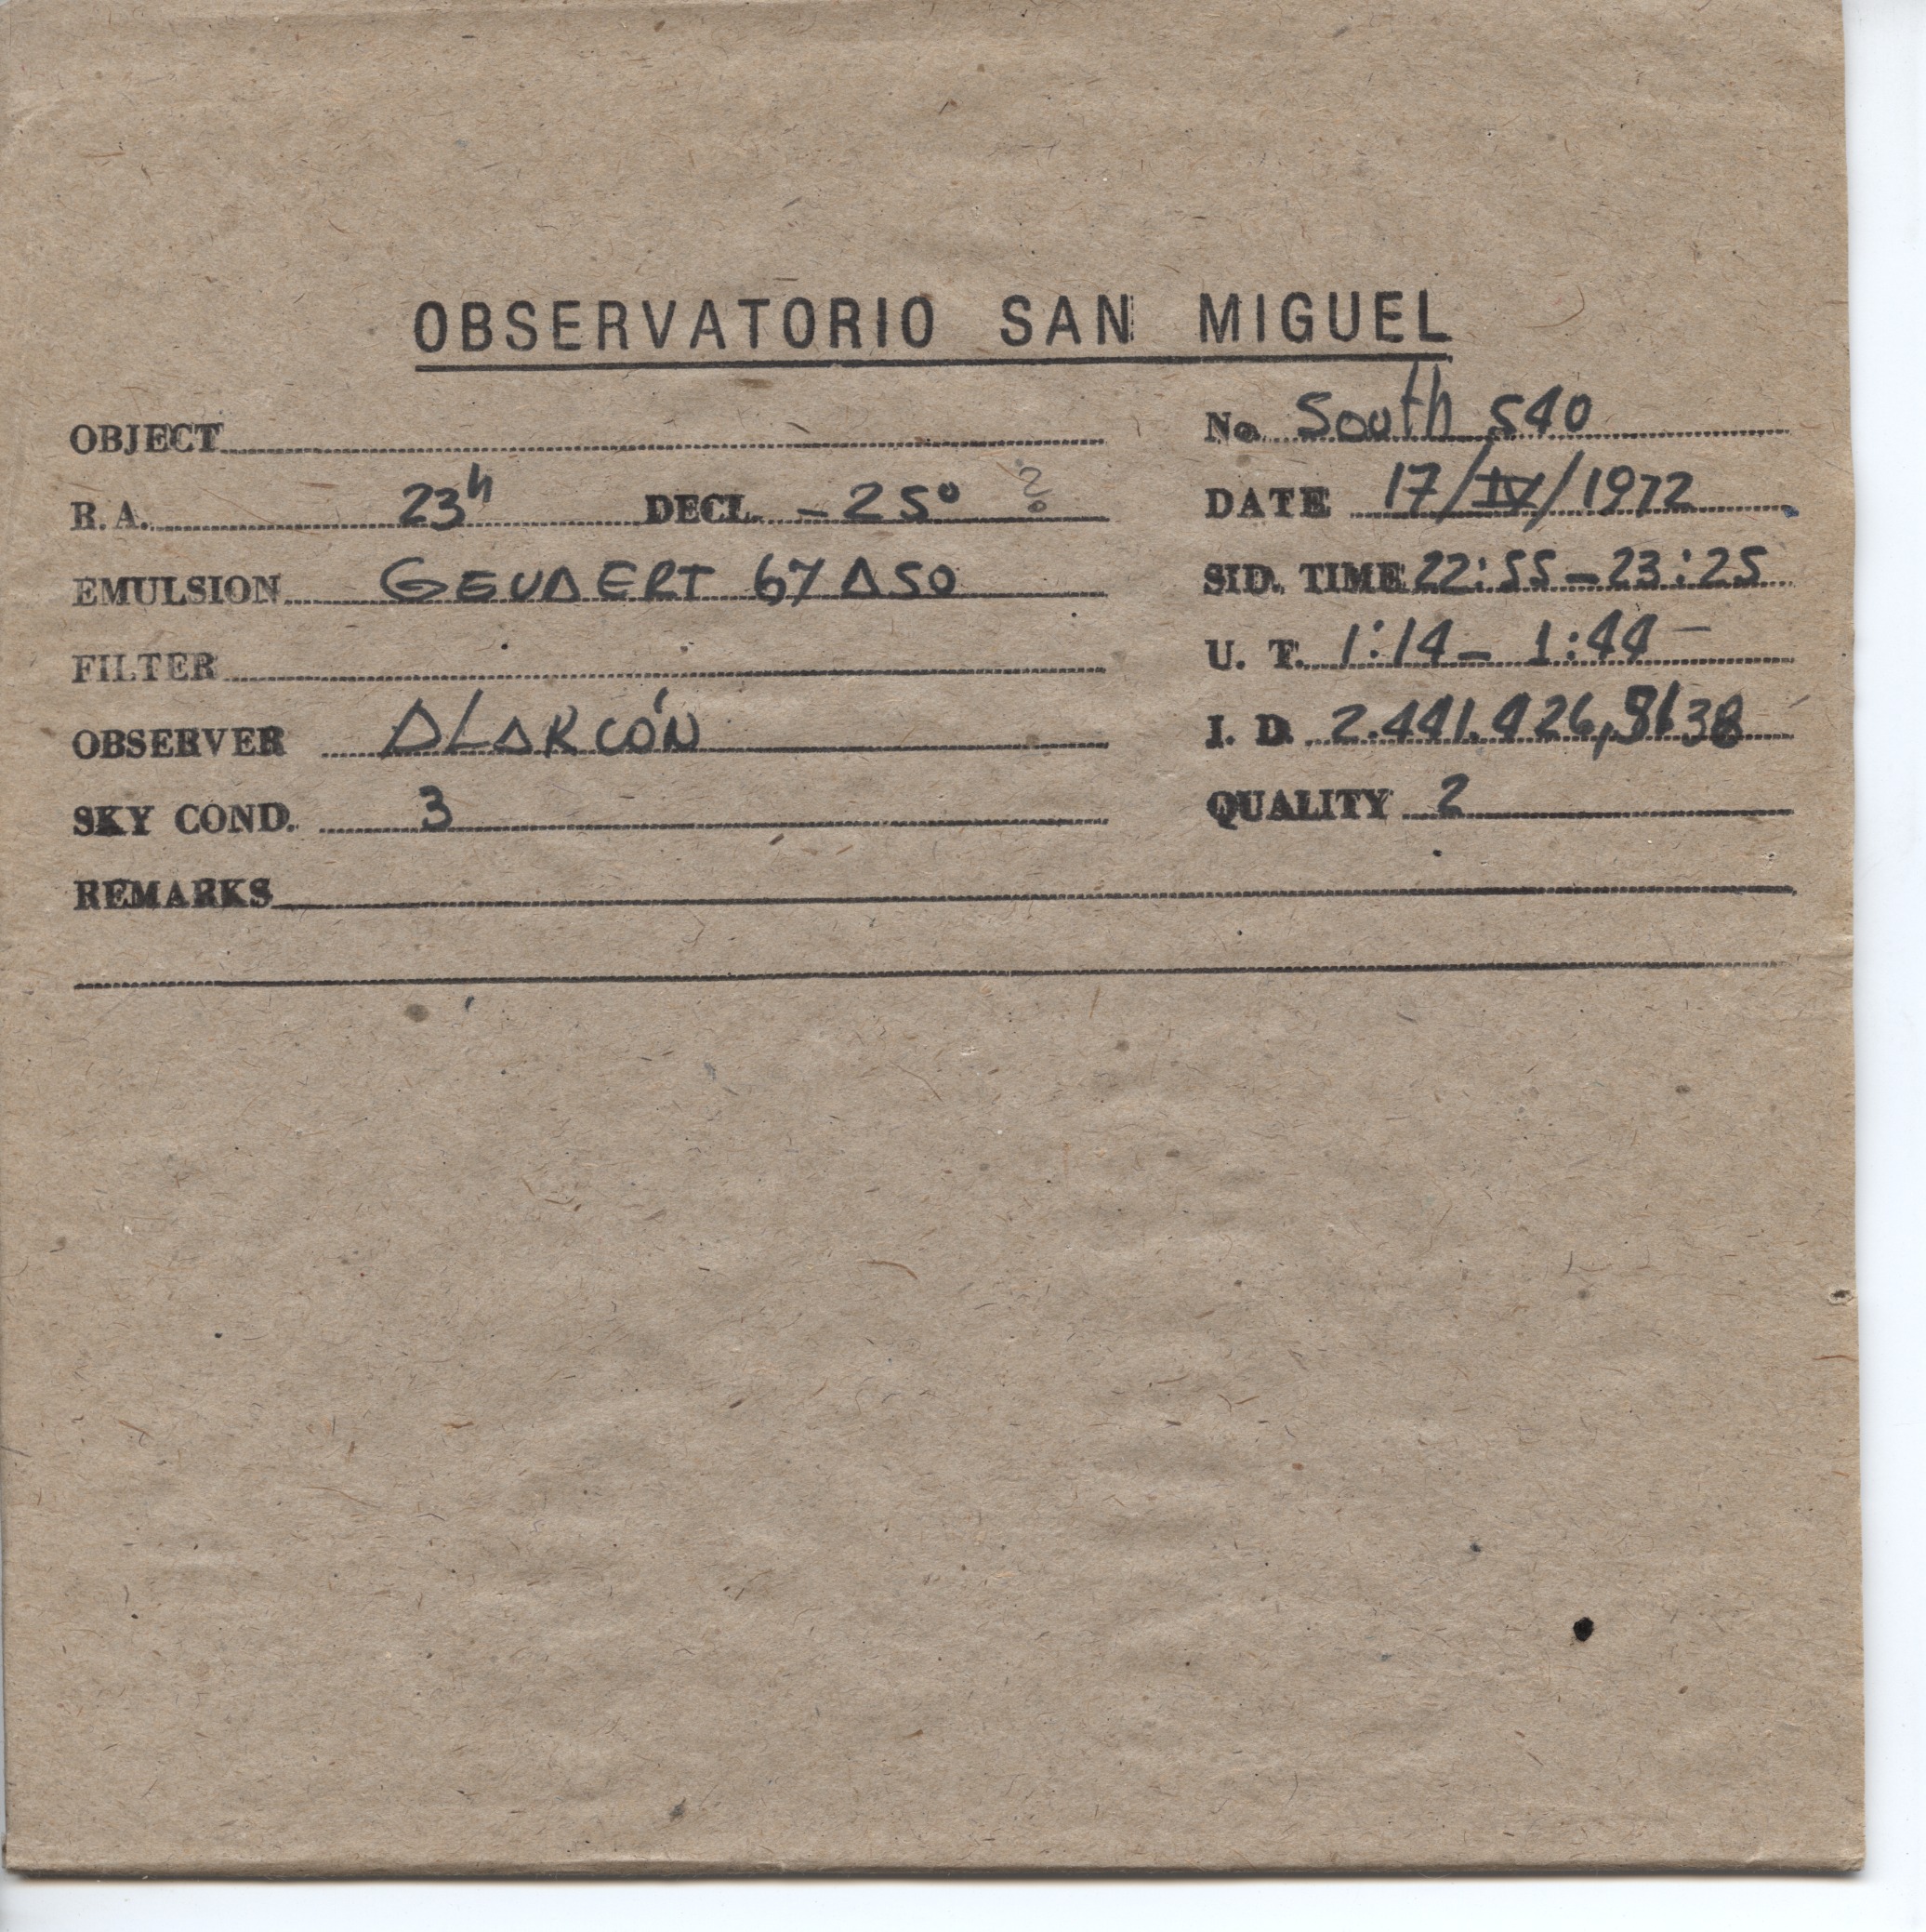 OBSERVATORIO SAN MIGUEL
OBJECT No. South 540
R.A. 23h DECL. -25° ? DATE 17/IV/1972
EMULSION GEVAERT 67A50 SID. TIME 22:55-23:25
FILTER U. T. 1:14- 1:44-
OBSERVER ALARCÓN J. D. 2.441.426,5638
SKY COND. 3 QUALITY 2
REMARKS